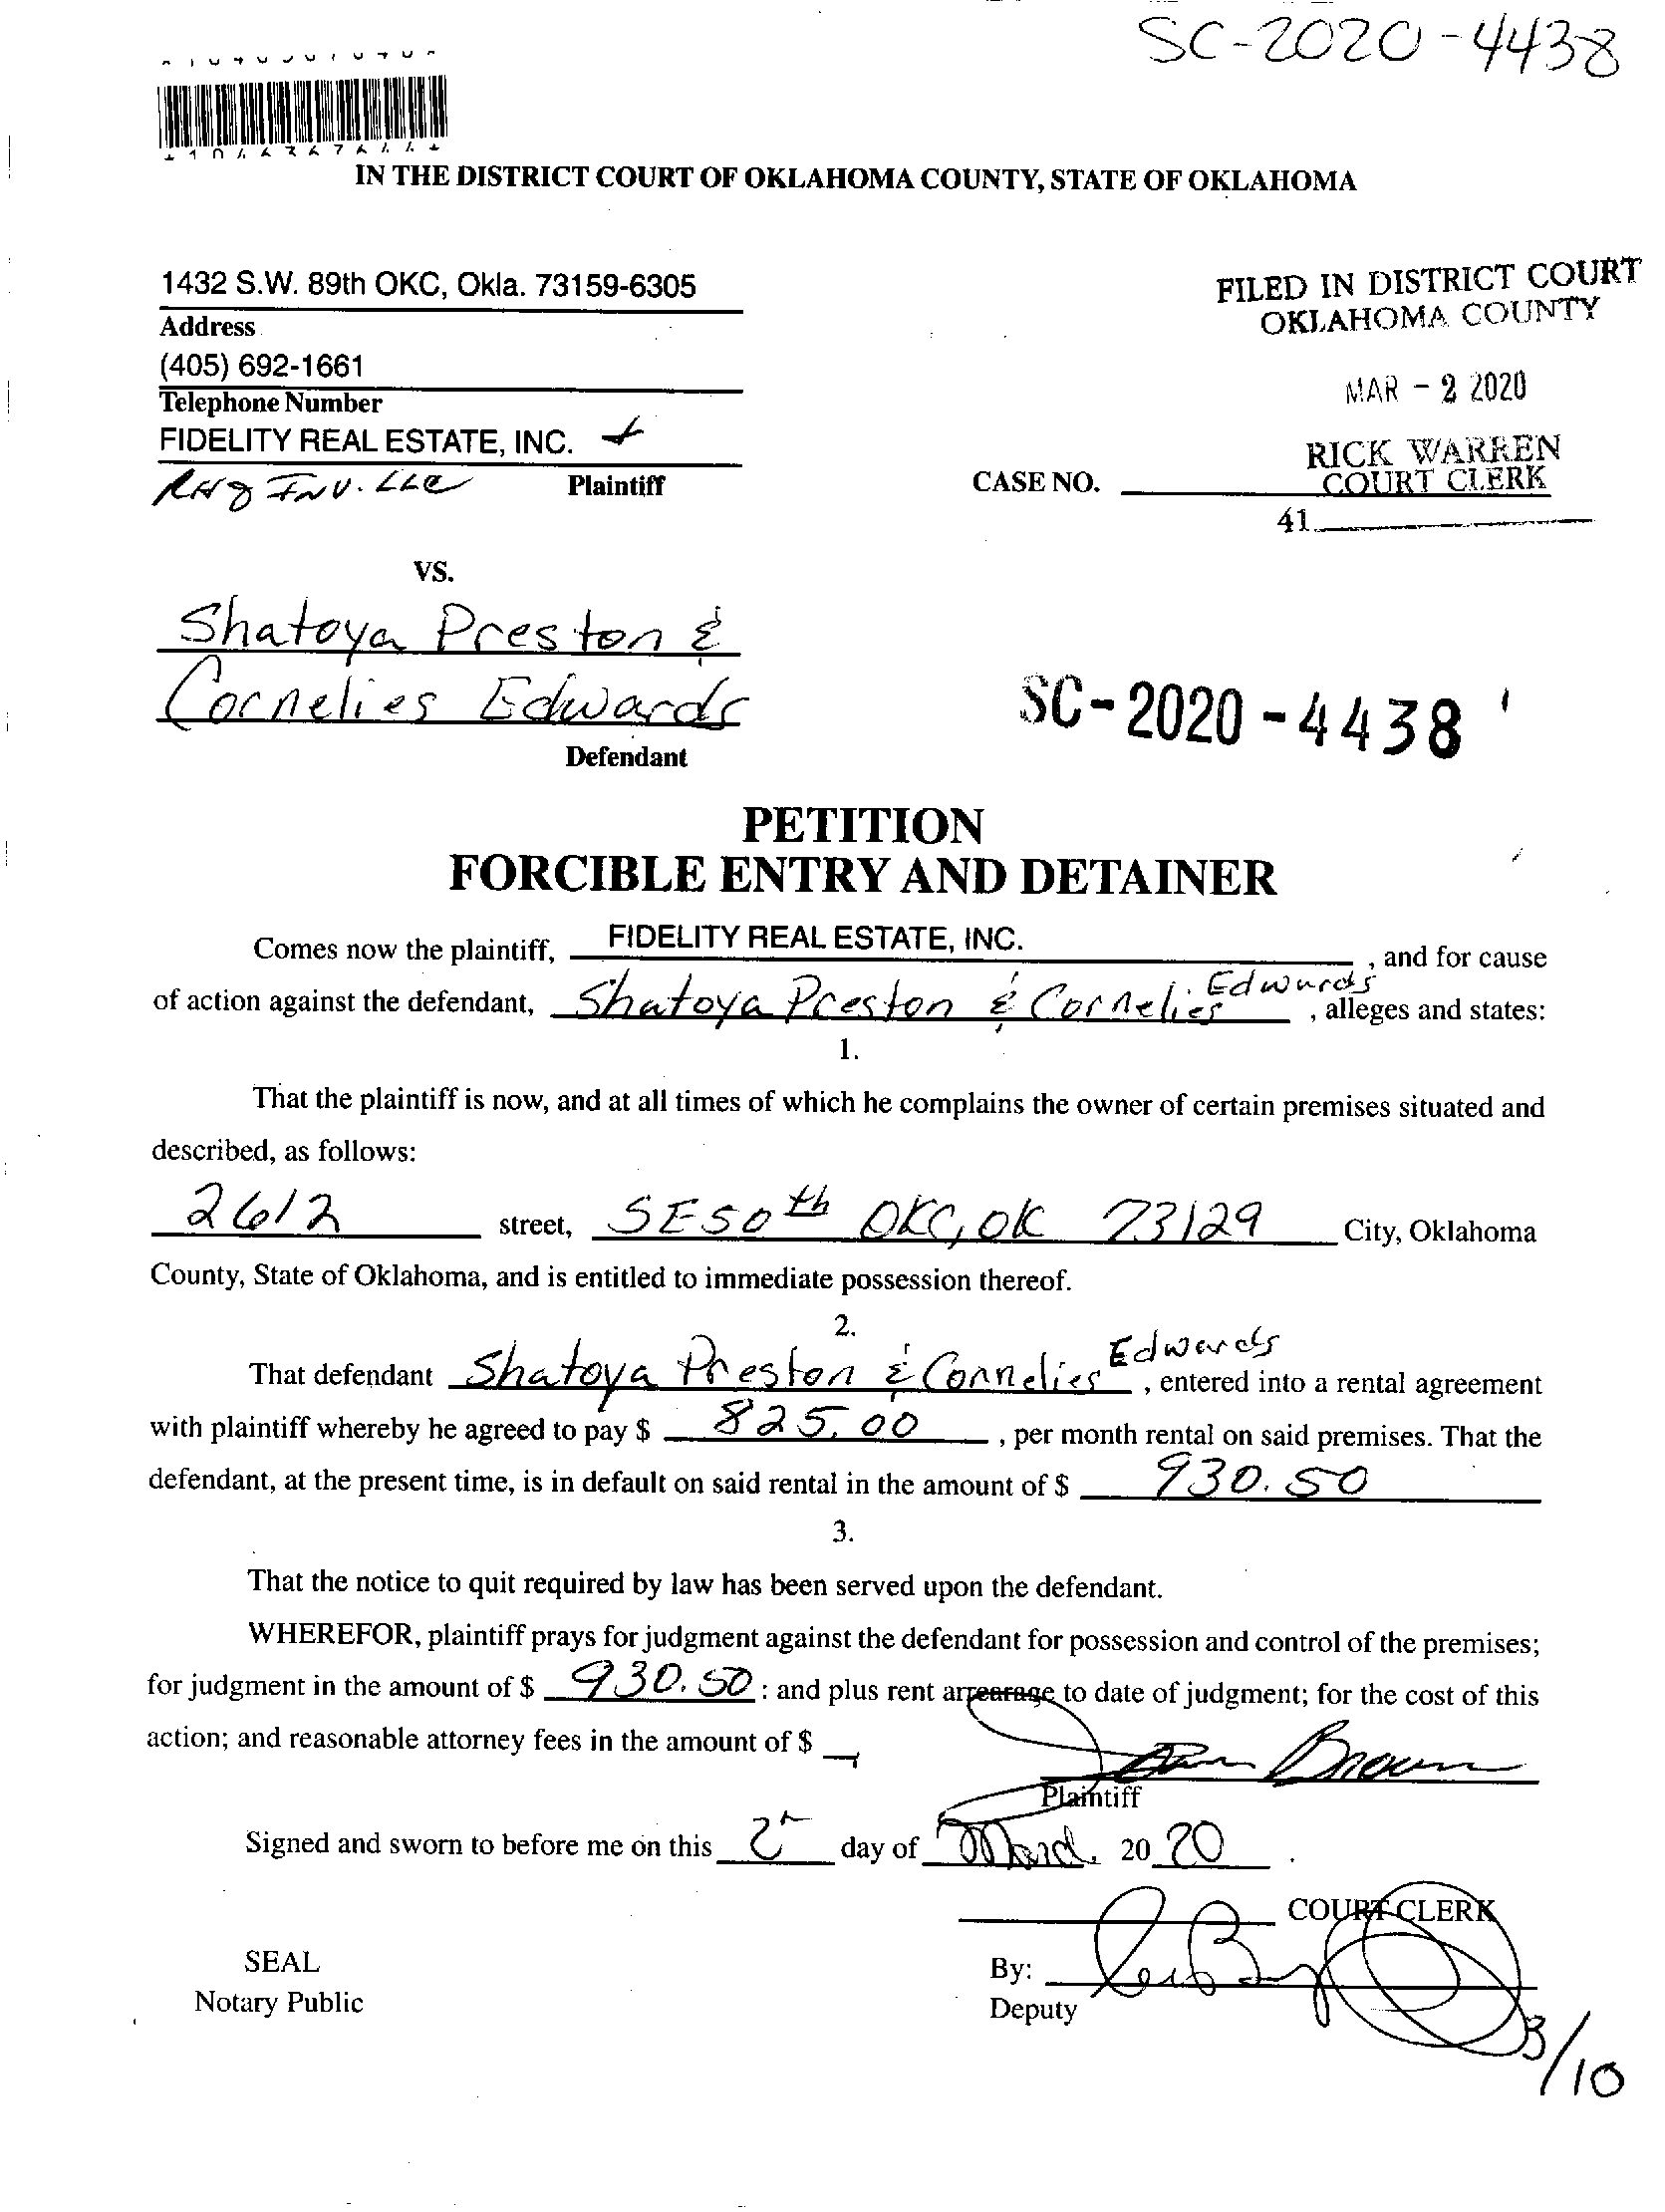 SC-2020-4438
IN THE DISTRICT COURT OF OKLAHOMA COUNTY, STATE OF OKLAHOMA
1432 S.W. 89th OKC, Okla. 73159-6305
Address
(405) 692-1661
Telephone Number
FIDELITY REAL ESTATE, INC. +
Inv. LLC Plaintiff
FILED IN DISTRICT COURT
OKLAHOMA COUNTY
MAR - 2 2020
RICK WARREN
COURT CLERK
CASE NO.
41
VS.
Shatoya Preston &
Cornelies Edwards
Defendant
SC-2020-4438
PETITION
FORCIBLE ENTRY AND DETAINER
Comes now the plaintiff, FIDELITY REAL ESTATE, INC. , and for cause
of action against the defendant, Shatoya Preston & Cornelies Edwards , alleges and states:
1.
That the plaintiff is now, and at all times of which he complains the owner of certain premises situated and
described, as follows:
2612 street, SE 50th OKC, OK 73129 City, Oklahoma
County, State of Oklahoma, and is entitled to immediate possession thereof.
2.
That defendant Shatoya Preston & Cornelies Edwards , entered into a rental agreement
with plaintiff whereby he agreed to pay $ 825.00 , per month rental on said premises. That the
defendant, at the present time, is in default on said rental in the amount of $ 930.50
3.
That the notice to quit required by law has been served upon the defendant.
WHEREFOR, plaintiff prays for judgment against the defendant for possession and control of the premises;
for judgment in the amount of $ 930.50 : and plus rent arrearage to date of judgment; for the cost of this
action; and reasonable attorney fees in the amount of $
Brown
Plaintiff
Signed and sworn to before me on this 2 day of March 20 20 .
COURT CLERK
SEAL
Notary Public
By:
Deputy
3/10